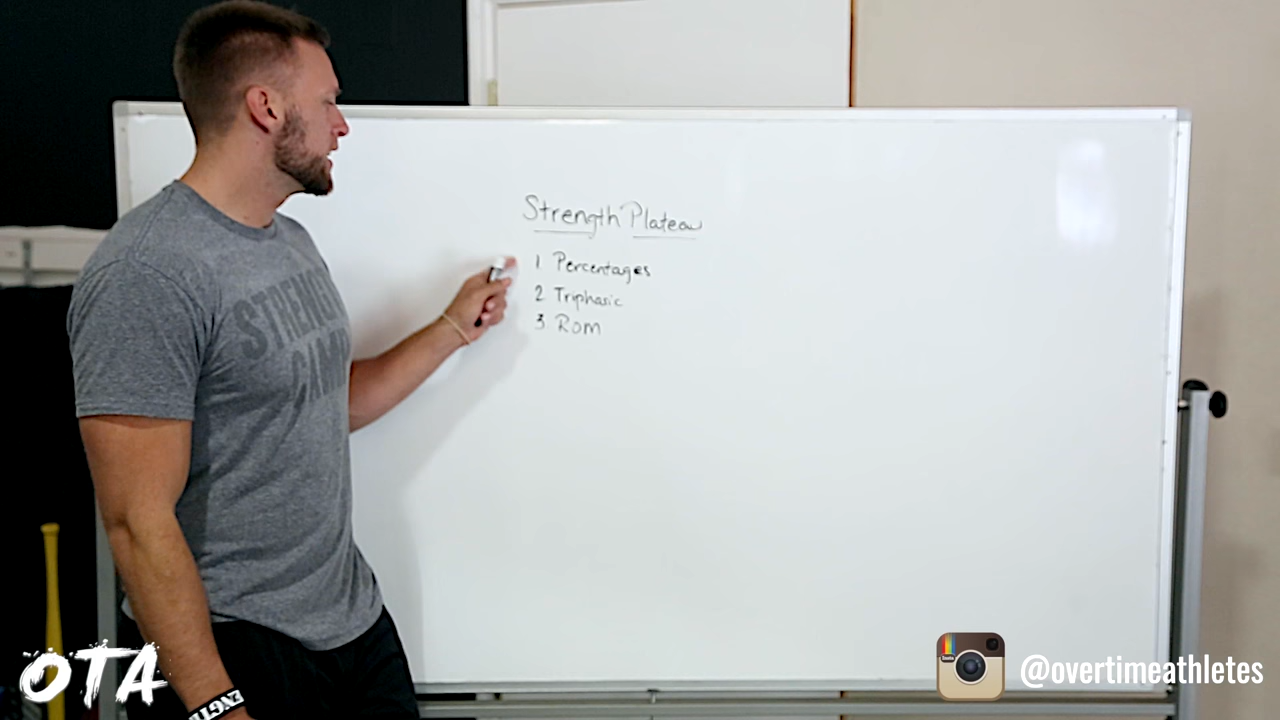 Strength Plateau
1 Percentages
2 Triphasic
3 ROM
STRENGTH
CAMP
OTA
@overtimeathletes